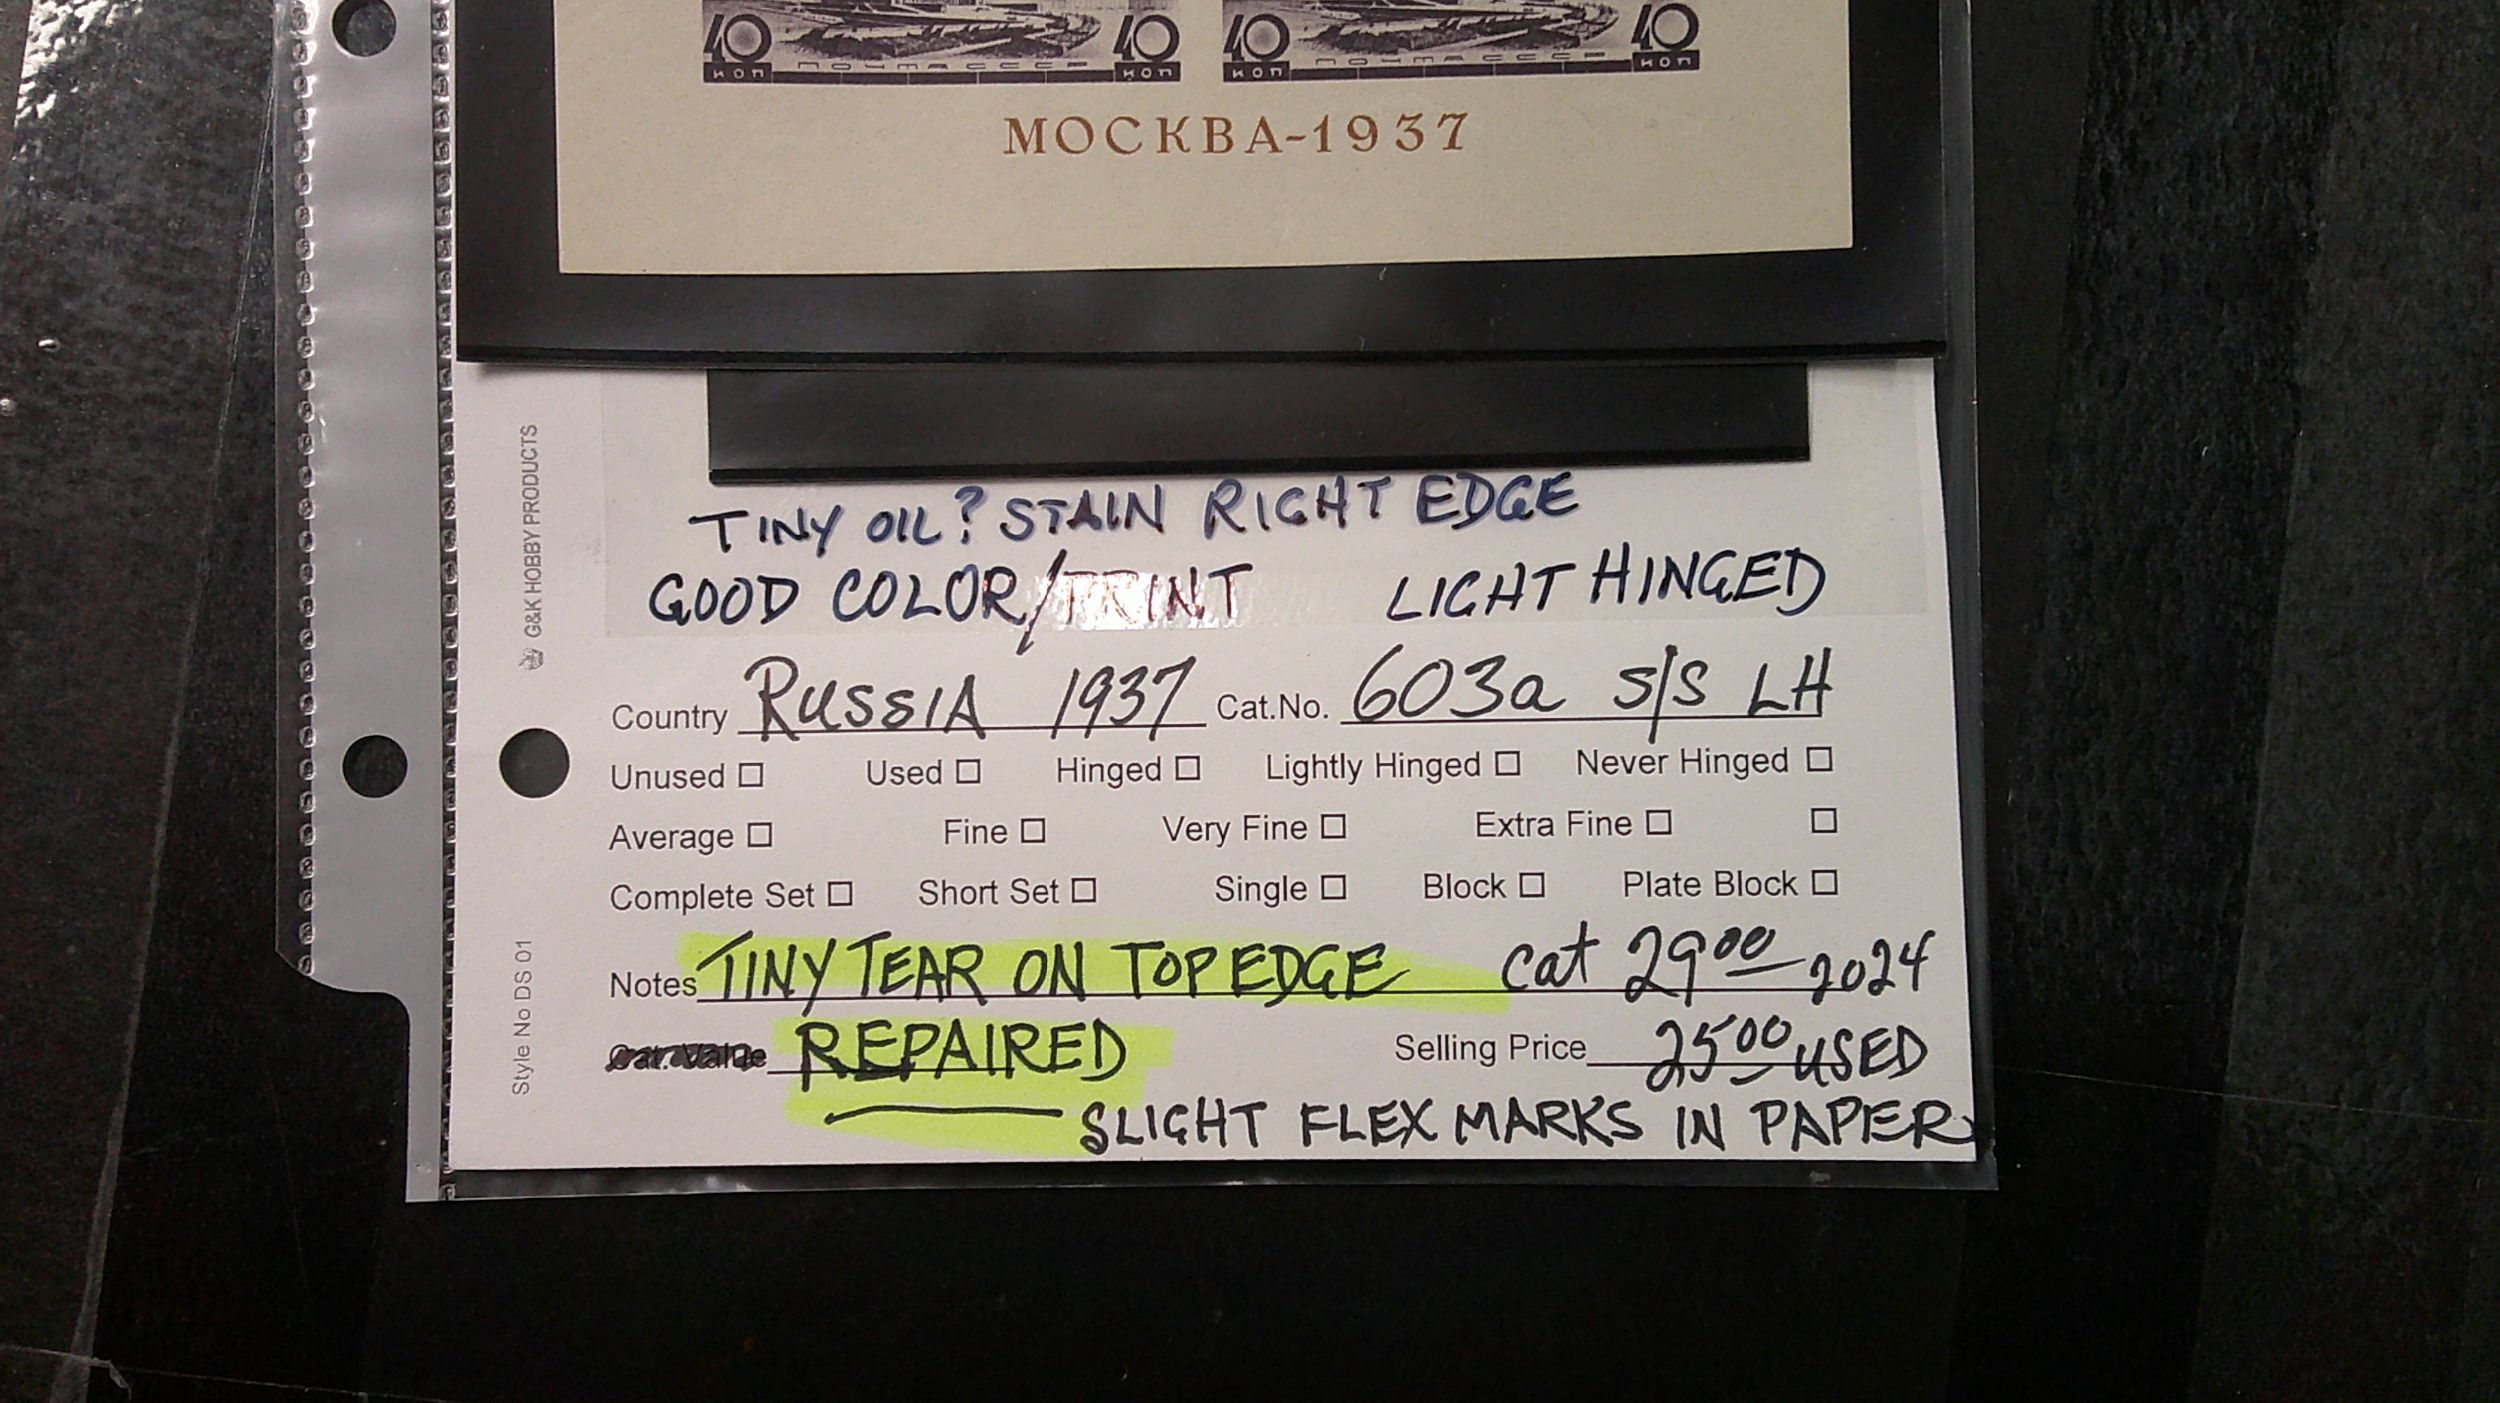 40 40 40 40
КОП ПОЧТА СССР КОП КОП ПОЧТА СССР КОП
МОСКВА-1937
G&K HOBBY PRODUCTS
TINY OIL? STAIN RIGHT EDGE
GOOD COLOR/PRINT LIGHT HINGED
Country RUSSIA 1937 Cat.No. 603a S/S LH
Unused Used Hinged Lightly Hinged Never Hinged
Average Fine Very Fine Extra Fine
Complete Set Short Set Single Block Plate Block
Notes TINY TEAR ON TOP EDGE Cat 2900 2024
Cat. Value REPAIRED Selling Price 2500 USED
SLIGHT FLEX MARKS IN PAPER
Style No DS 01